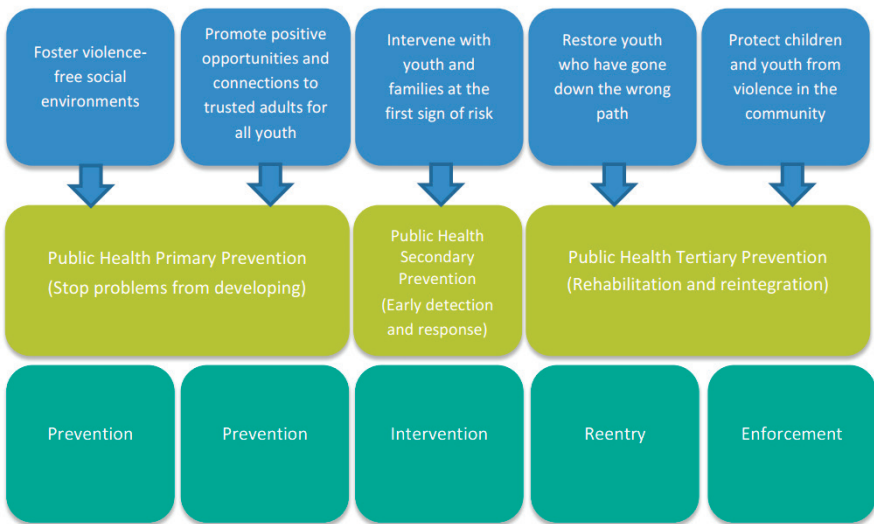 Foster violence-
free social
environments
Promote positive
opportunities and
connections to
trusted adults for
all youth
Intervene with
youth and
families at the
first sign of risk
Restore youth
who have gone
down the wrong
path
Protect children
and youth from
violence in the
community
Public Health Primary Prevention
(Stop problems from developing)
Public Health
Secondary
Prevention
(Early detection
and response)
Public Health Tertiary Prevention
(Rehabilitation and reintegration)
Prevention
Prevention
Intervention
Reentry
Enforcement